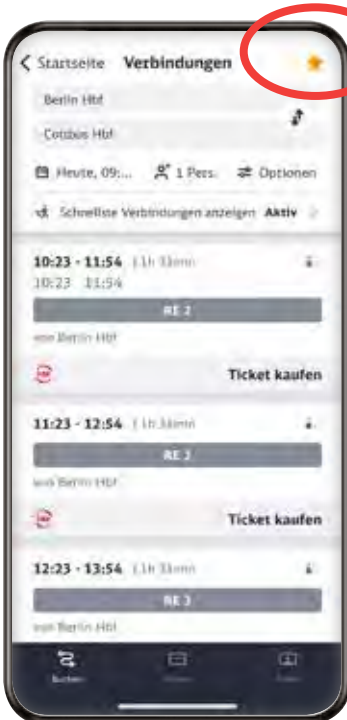 Startseite Verbindungen
Berlin Hbf
Cottbus Hbf
Heute, 09:... 1 Pers. Optionen
Schnellste Verbindungen anzeigen Aktiv
10:23 - 11:54 | 1h 31min
10:23 11:54
RE 2
von Berlin Hbf
Ticket kaufen
11:23 - 12:54 | 1h 31min
RE 2
von Berlin Hbf
Ticket kaufen
12:23 - 13:54 | 1h 31min
RE 2
von Berlin Hbf
Suchen